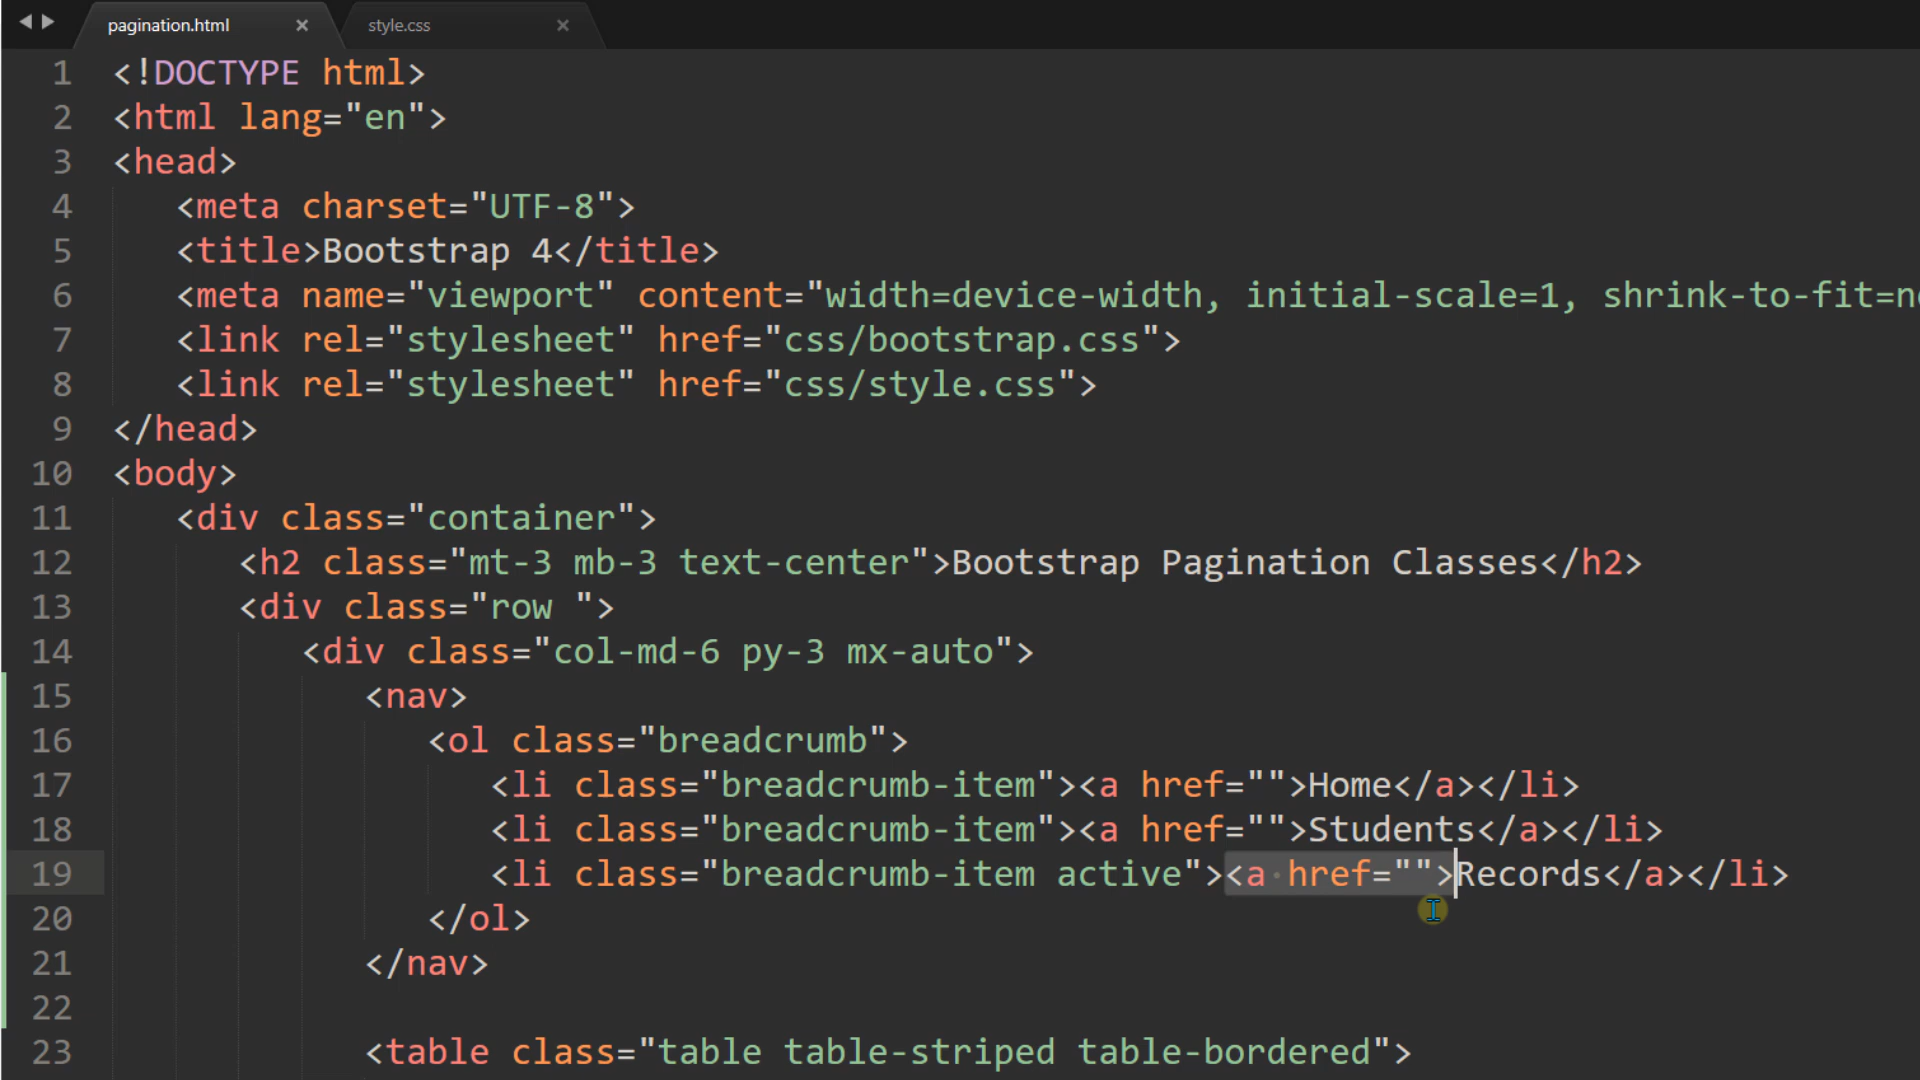 pagination.html × style.css ×
1 <!DOCTYPE html>
2 <html lang="en">
3 <head>
4 <meta charset="UTF-8">
5 <title>Bootstrap 4</title>
6 <meta name="viewport" content="width=device-width, initial-scale=1, shrink-to-fit=n
7 <link rel="stylesheet" href="css/bootstrap.css">
8 <link rel="stylesheet" href="css/style.css">
9 </head>
10 <body>
11 <div class="container">
12 <h2 class="mt-3 mb-3 text-center">Bootstrap Pagination Classes</h2>
13 <div class="row ">
14 <div class="col-md-6 py-3 mx-auto">
15 <nav>
16 <ol class="breadcrumb">
17 <li class="breadcrumb-item"><a href="">Home</a></li>
18 <li class="breadcrumb-item"><a href="">Students</a></li>
19 <li class="breadcrumb-item active"><a href="">Records</a></li>
20 </ol>
21 </nav>
22
23 <table class="table table-striped table-bordered">